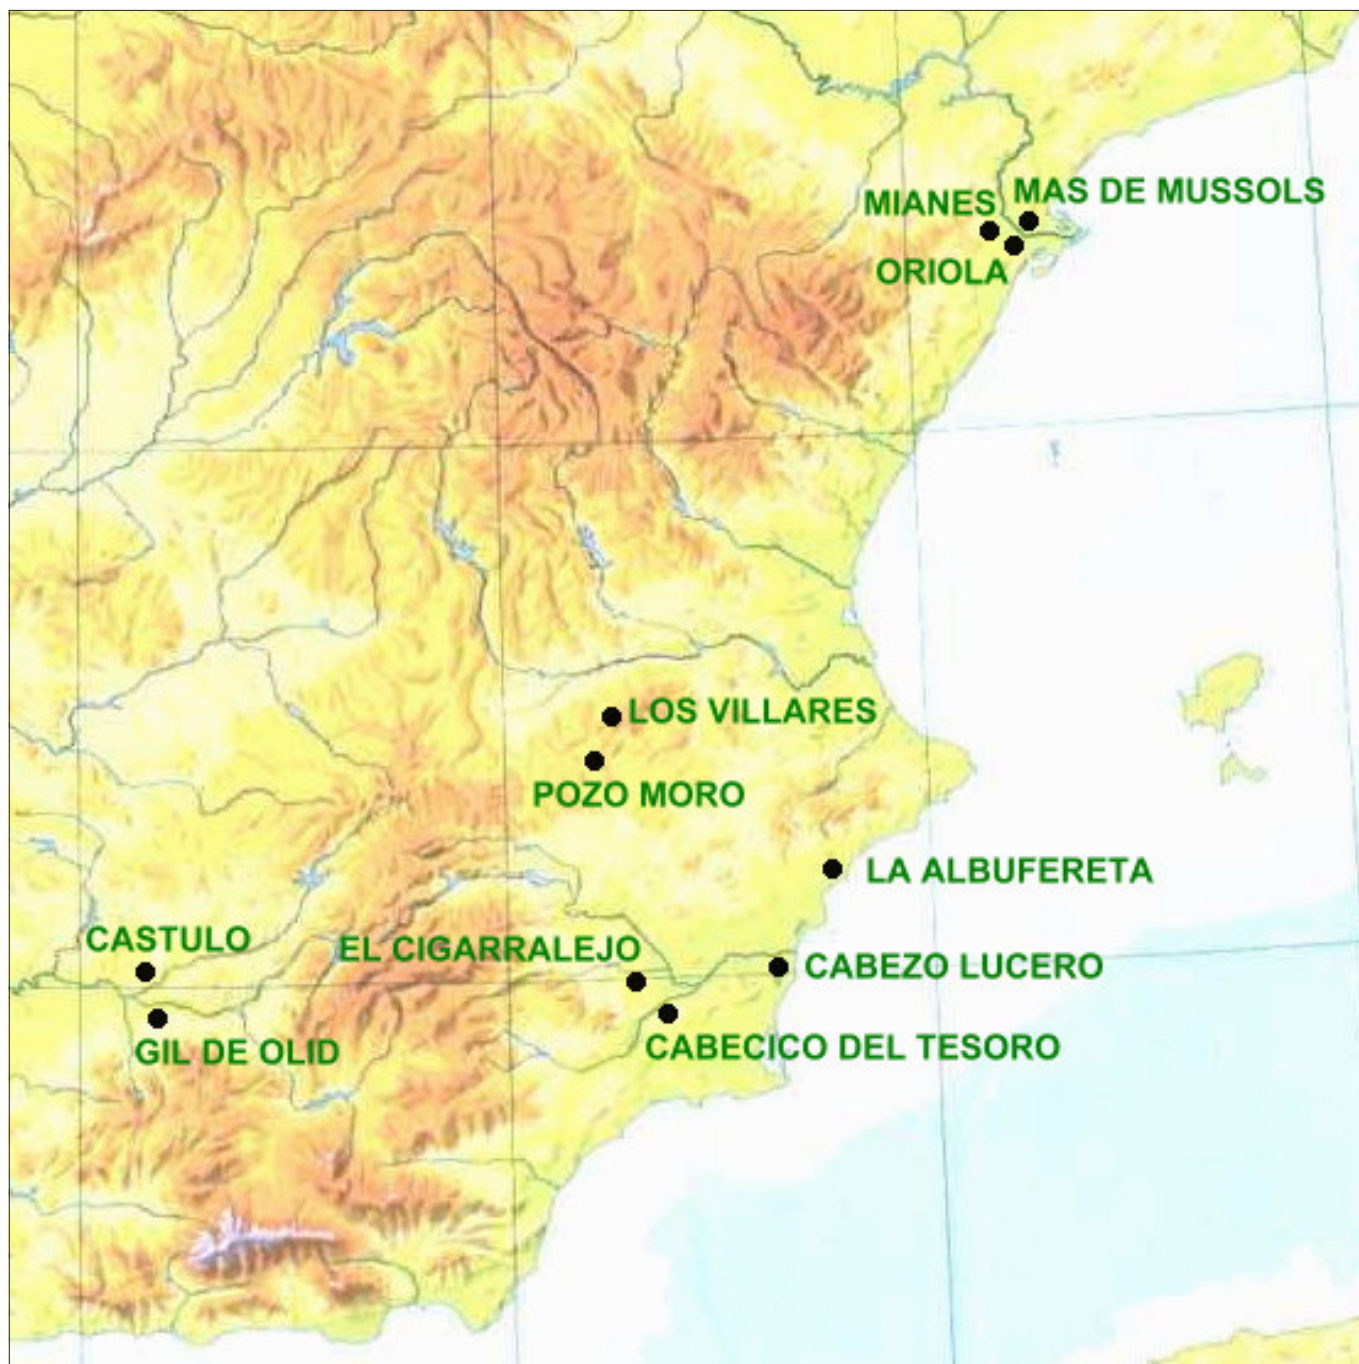 MAS DE MUSSOLS
MIANES
ORIOLA
LOS VILLARES
POZO MORO
LA ALBUFERETA
CASTULO
EL CIGARRALEJO
CABEZO LUCERO
GIL DE OLID
CABECICO DEL TESORO